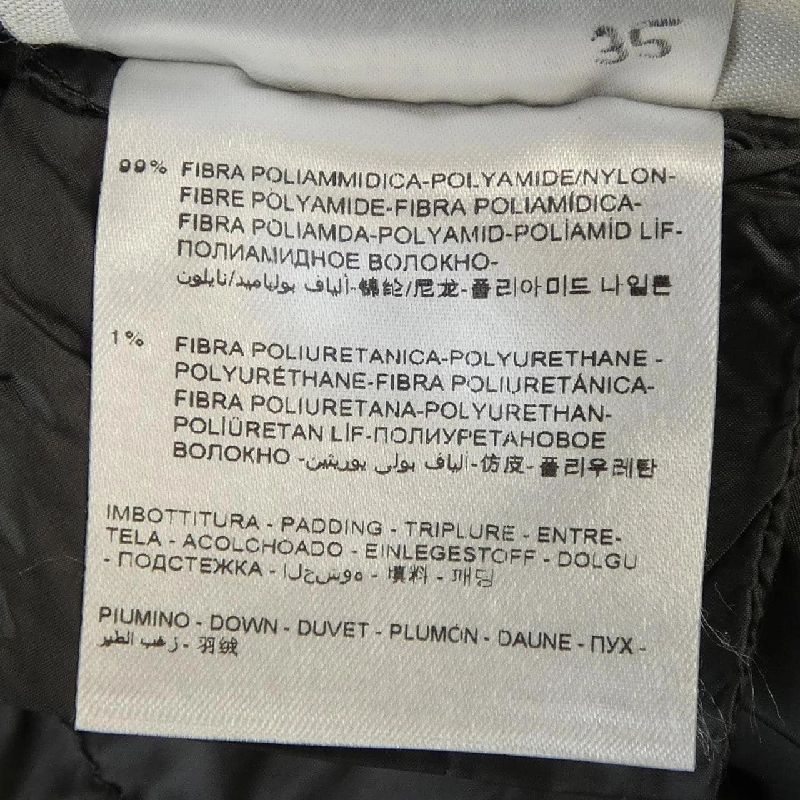 35
99% FIBRA POLIAMMIDICA-POLYAMIDE/NYLON-
FIBRE POLYAMIDE-FIBRA POLIAMÍDICA-
FIBRA POLIAMDA-POLYAMID-POLİAMİD LİF-
ПОЛИАМИДНОЕ ВОЛОКНО-
ألياف بولياميد/نايلون-锦纶/尼龙-폴리아미드 나일론
1% FIBRA POLIURETANICA-POLYURETHANE -
POLYURÉTHANE-FIBRA POLIURETÁNICA-
FIBRA POLIURETANA-POLYURETHAN-
POLİÜRETAN LİF-ПОЛИУРЕТАНОВОЕ
ВОЛОКНО -ألياف بولي يوريثين-仿皮-폴리우레탄
IMBOTTITURA - PADDING - TRIPLURE - ENTRE-
TELA - ACOLCHOADO - EINLEGESTOFF - DOLGU
- ПОДСТЕЖКА - الحشوه - 填料 - 패딩
PIUMINO - DOWN - DUVET - PLUMÓN - DAUNE - ПУХ -
زغب الطير - 羽绒